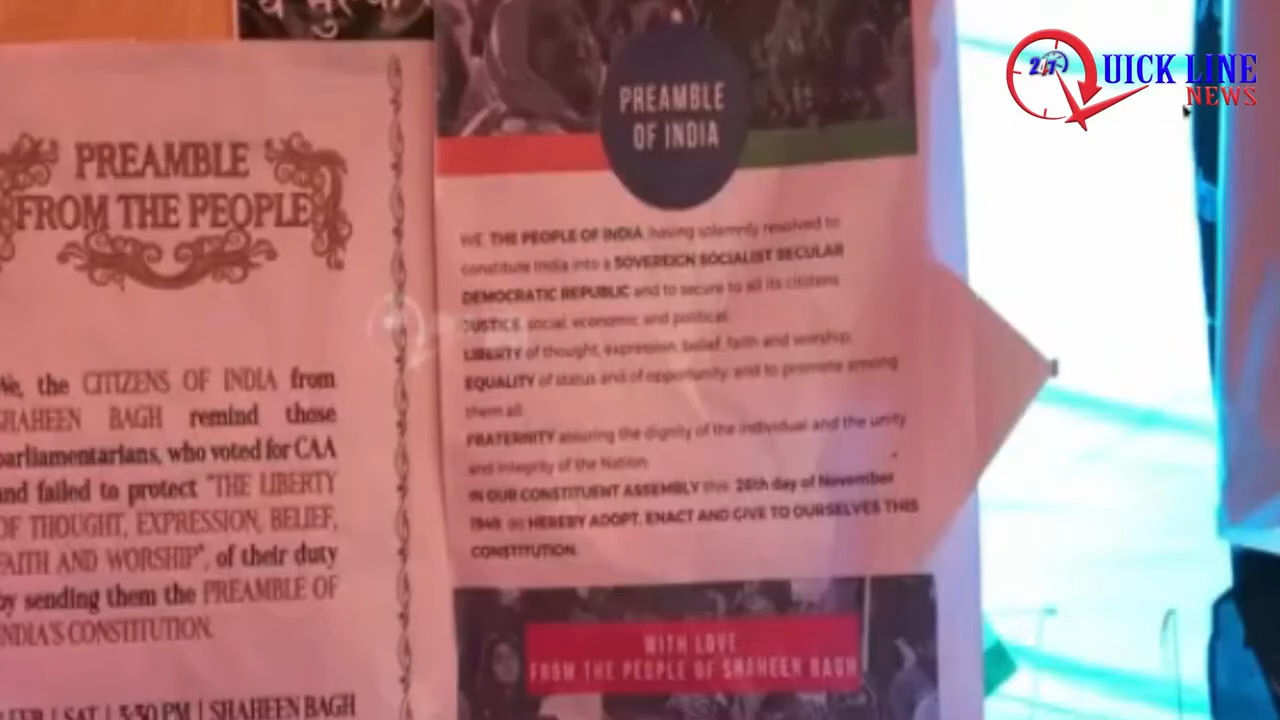 PREAMBLE
FROM THE PEOPLE
We, the CITIZENS OF INDIA from
SHAHEEN BAGH remind those
parliamentarians, who voted for CAA
and failed to protect "THE LIBERTY
OF THOUGHT, EXPRESSION, BELIEF,
FAITH AND WORSHIP", of their duty
by sending them the PREAMBLE OF
INDIA'S CONSTITUTION.
SAT | 5:30 PM | SHAHEEN BAGH
PREAMBLE
OF INDIA
WE, THE PEOPLE OF INDIA, having solemnly resolved to
constitute India into a SOVEREIGN SOCIALIST SECULAR
DEMOCRATIC REPUBLIC and to secure to all its citizens
JUSTICE, social, economic and political;
LIBERTY of thought, expression, belief, faith and worship;
EQUALITY of status and of opportunity; and to promote among
them all
FRATERNITY assuring the dignity of the individual and the unity
and integrity of the Nation;
IN OUR CONSTITUENT ASSEMBLY this 26th day of November
1949, do HEREBY ADOPT, ENACT AND GIVE TO OURSELVES THIS
CONSTITUTION.
WITH LOVE
FROM THE PEOPLE OF SHAHEEN BAGH
24/7
QUICK LINE
NEWS